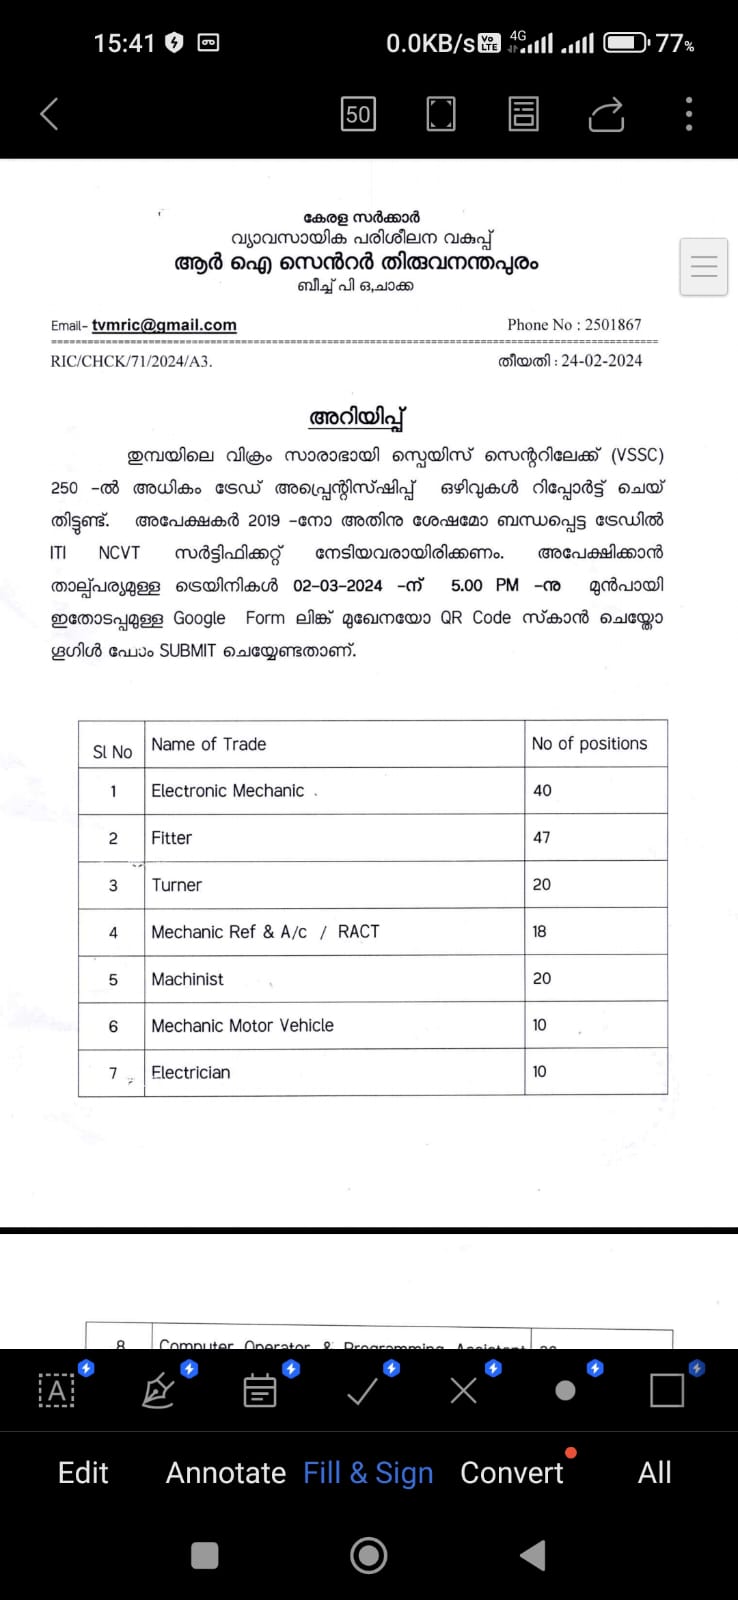 15:41 0.0KB/s Vo LTE 4G 77%
50
കേരള സർക്കാർ
വ്യാവസായിക പരിശീലന വകുപ്പ്
ആർ ഐ സെൻറർ തിരുവനന്തപുരം
ബീച്ച് പി ഒ,ചാക്ക
Email- tvmric@gmail.com Phone No : 2501867
RIC/CHCK/71/2024/A3. തീയതി : 24-02-2024
അറിയിപ്പ്
തുമ്പയിലെ വിക്രം സാരാഭായി സ്പെയിസ് സെന്ററിലേക്ക് (VSSC)
250 -ൽ അധികം ട്രേഡ് അപ്രെന്റിസ്ഷിപ്പ് ഒഴിവുകൾ റിപ്പോർട്ട് ചെയ്
തിട്ടുണ്ട്. അപേക്ഷകർ 2019 -നോ അതിനു ശേഷമോ ബന്ധപ്പെട്ട ട്രേഡിൽ
ITI NCVT സർട്ടിഫിക്കറ്റ് നേടിയവരായിരിക്കണം. അപേക്ഷിക്കാൻ
താല്പ്പര്യമുള്ള ട്രെയിനികൾ 02-03-2024 -ന് 5.00 PM -നു മുൻപായി
ഇതോടപ്പമുള്ള Google Form ലിങ്ക് മുഖേനയോ QR Code സ്കാൻ ചെയ്തോ
ഗൂഗിൾ ഫോം SUBMIT ചെയ്യേണ്ടതാണ്.
Sl No Name of Trade No of positions
1 Electronic Mechanic 40
2 Fitter 47
3 Turner 20
4 Mechanic Ref & A/c / RACT 18
5 Machinist 20
6 Mechanic Motor Vehicle 10
7 Electrician 10
8 Computer Operator & Programming Assistant
A
Edit Annotate Fill & Sign Convert All